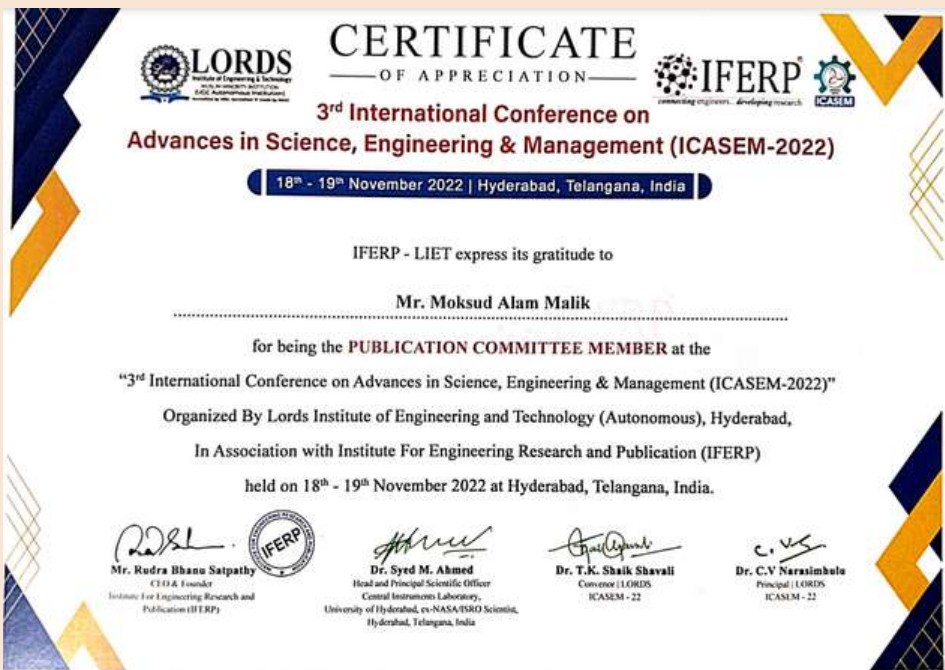 LORDS
Institute of Engineering & Technology
(UGC Autonomous Institution)
CERTIFICATE
OF APPRECIATION
IFERP
connecting engineers... developing research
ICASEM
3rd International Conference on
Advances in Science, Engineering & Management (ICASEM-2022)
18th - 19th November 2022 | Hyderabad, Telangana, India
IFERP - LIET express its gratitude to
Mr. Moksud Alam Malik
for being the PUBLICATION COMMITTEE MEMBER at the
“3rd International Conference on Advances in Science, Engineering & Management (ICASEM-2022)”
Organized By Lords Institute of Engineering and Technology (Autonomous), Hyderabad,
In Association with Institute For Engineering Research and Publication (IFERP)
held on 18th - 19th November 2022 at Hyderabad, Telangana, India.
IFERP
Mr. Rudra Bhanu Satpathy
CEO & Founder
Institute For Engineering Research and
Publication (IFERP)
Dr. Syed M. Ahmed
Head and Principal Scientific Officer
Central Instruments Laboratory,
University of Hyderabad, ex-NASA/ISRO Scientist,
Hyderabad, Telangana, India
Dr. T.K. Shaik Shavali
Convenor | LORDS
ICASEM - 22
Dr. C.V Narasimhulu
Principal | LORDS
ICASEM - 22